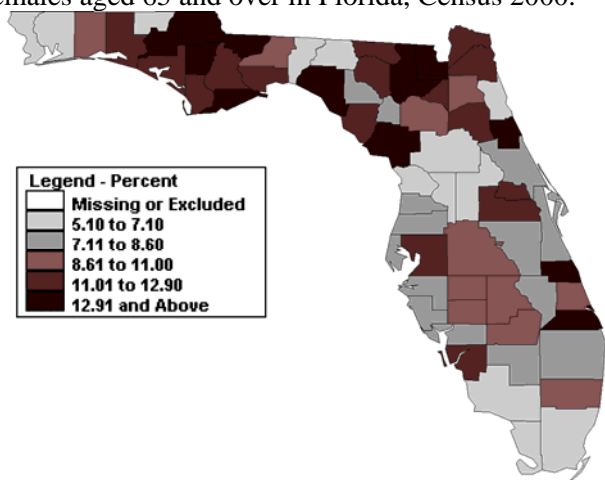 emales aged 65 and over in Florida, Census 2000.
Legend - Percent
Missing or Excluded
5.10 to 7.10
7.11 to 8.60
8.61 to 11.00
11.01 to 12.90
12.91 and Above